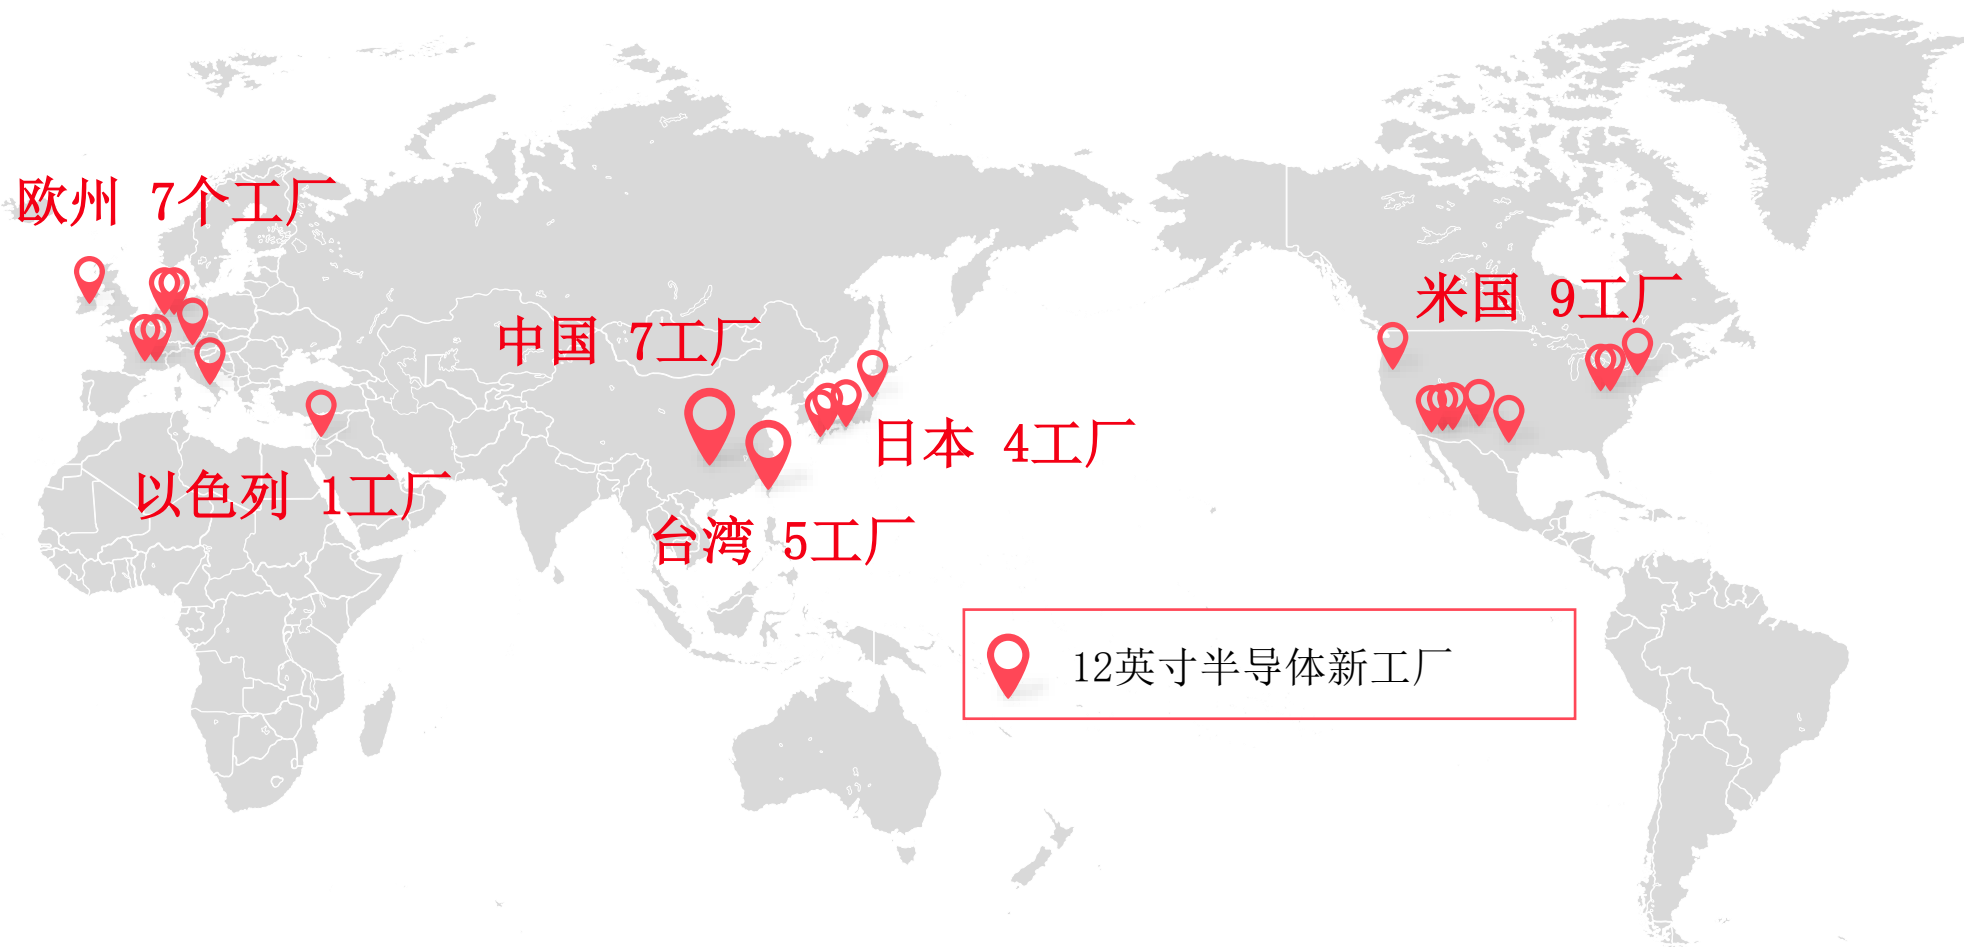 欧州 7个工厂
米国 9工厂
中国 7工厂
日本 4工厂
以色列 1工厂
台湾 5工厂
12英寸半导体新工厂